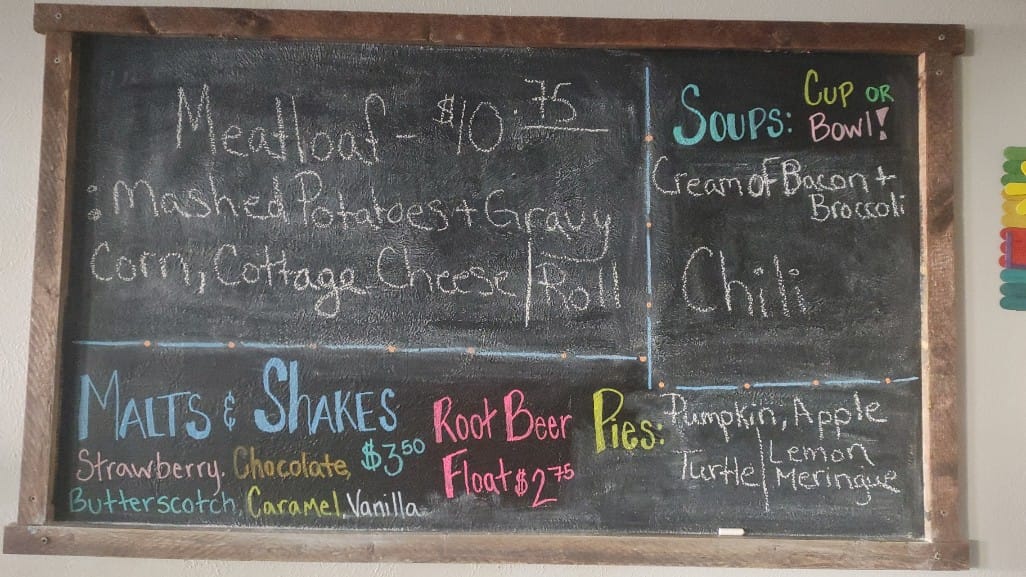 Meatloaf - $10.75
: Mashed Potatoes + Gravy
Corn, Cottage Cheese | Roll
SOUPS: CUP OR
BOWL!
Cream OF Bacon +
Broccoli
Chili
MALTS & SHAKES
Strawberry, Chocolate, $3.50
Butterscotch, Caramel, Vanilla
Root Beer
Float $2.75
Pies: Pumpkin, Apple
Turtle | Lemon
Meringue